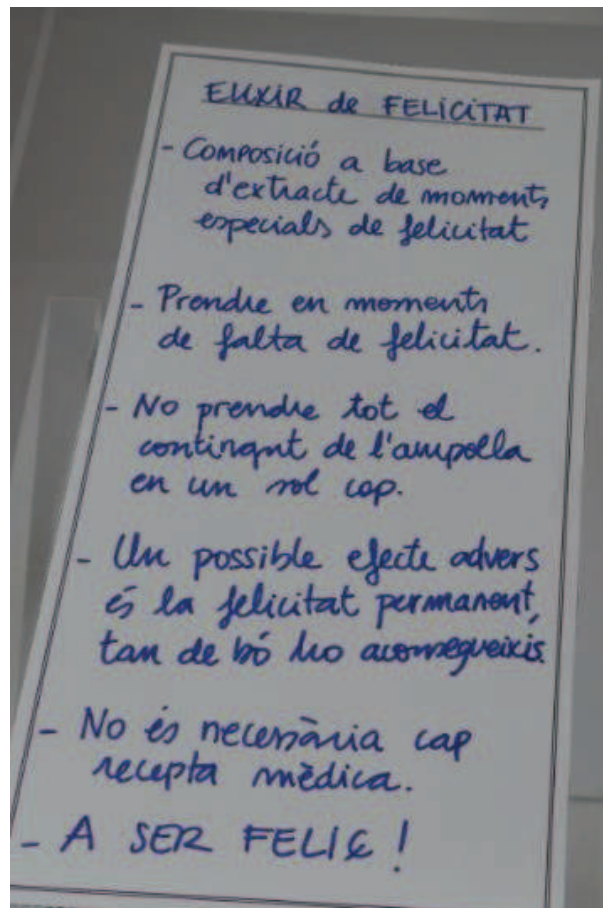 ELIXIR de FELICITAT
- Composició a base
d'extracte de moments
especials de felicitat
- Prendre en moments
de falta de felicitat.
- No prendre tot el
contingut de l'ampolla
en un sol cop.
- Un possible efecte advers
és la felicitat permanent,
tan de bó ho aconsegueixis.
- No és necessària cap
recepta mèdica.
- A SER FELIÇ!